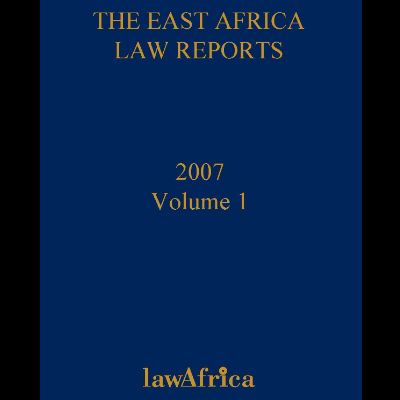 THE EAST AFRICA
LAW REPORTS
2007
Volume 1
lawAfrica